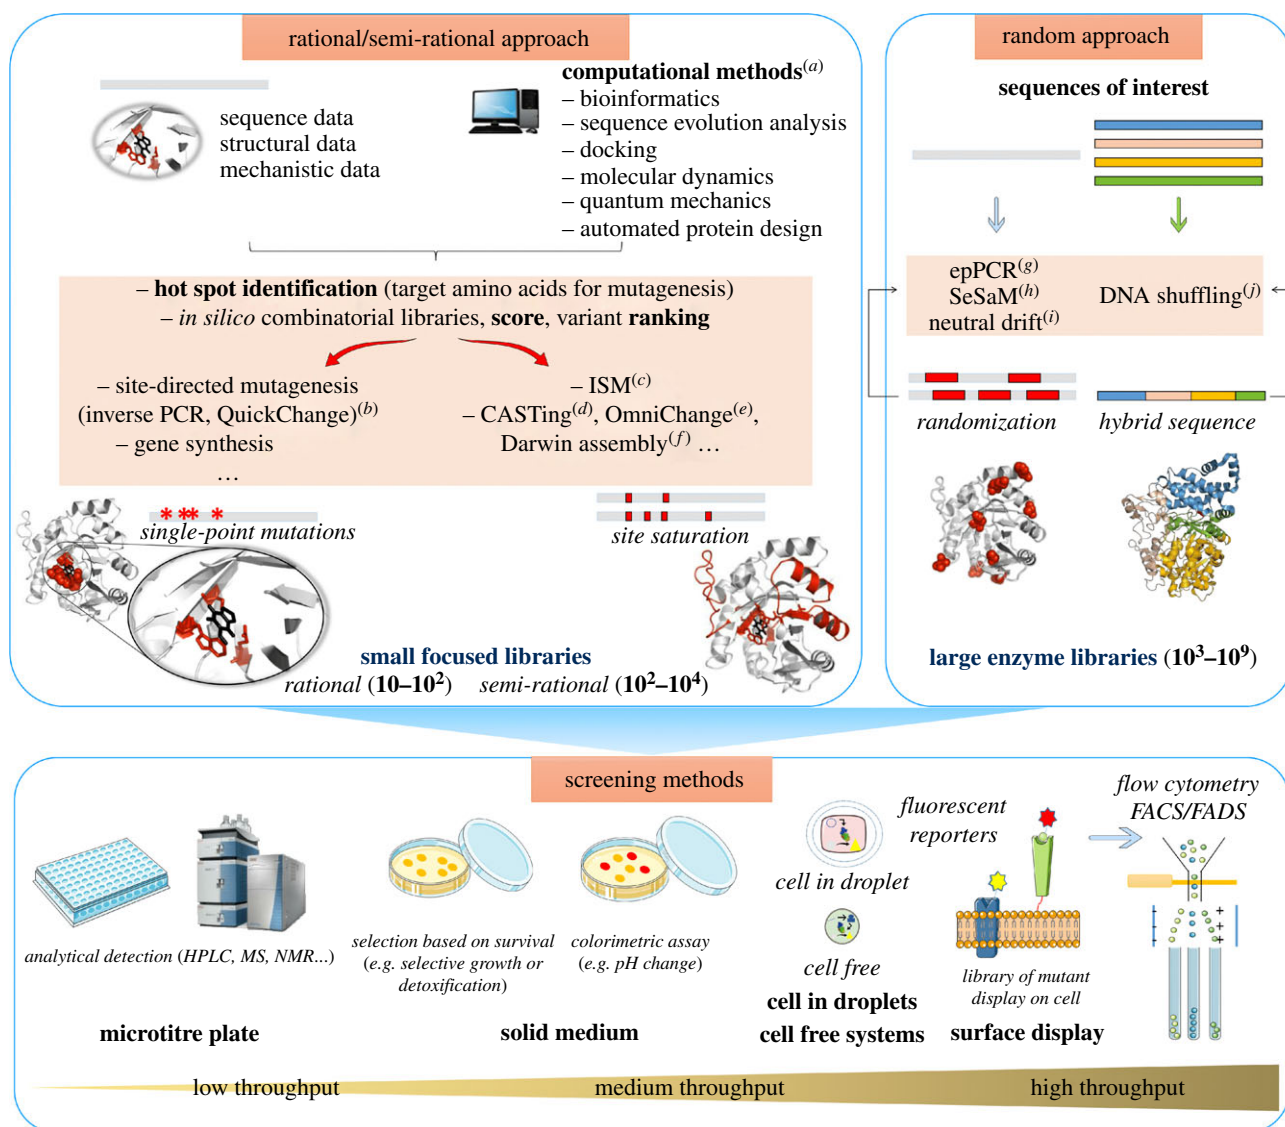 rational/semi-rational approach
sequence data
structural data
mechanistic data
computational methods(a)
– bioinformatics
– sequence evolution analysis
– docking
– molecular dynamics
– quantum mechanics
– automated protein design
– hot spot identification (target amino acids for mutagenesis)
– in silico combinatorial libraries, score, variant ranking
– site-directed mutagenesis
(inverse PCR, QuickChange)(b)
– gene synthesis
...
– ISM(c)
– CASTing(d), OmniChange(e),
Darwin assembly(f) ...
* ** *
single-point mutations
site saturation
small focused libraries
rational (10–10²) semi-rational (10²–10⁴)
random approach
sequences of interest
epPCR(g)
SeSaM(h)
neutral drift(i)
DNA shuffling(j)
randomization
hybrid sequence
large enzyme libraries (10³–10⁹)
screening methods
analytical detection (HPLC, MS, NMR...)
microtitre plate
selection based on survival
(e.g. selective growth or
detoxification)
colorimetric assay
(e.g. pH change)
solid medium
cell in droplet
cell free
cell in droplets
cell free systems
fluorescent
reporters
library of mutant
display on cell
surface display
flow cytometry
FACS/FADS
- +
- +
- +
low throughput
medium throughput
high throughput